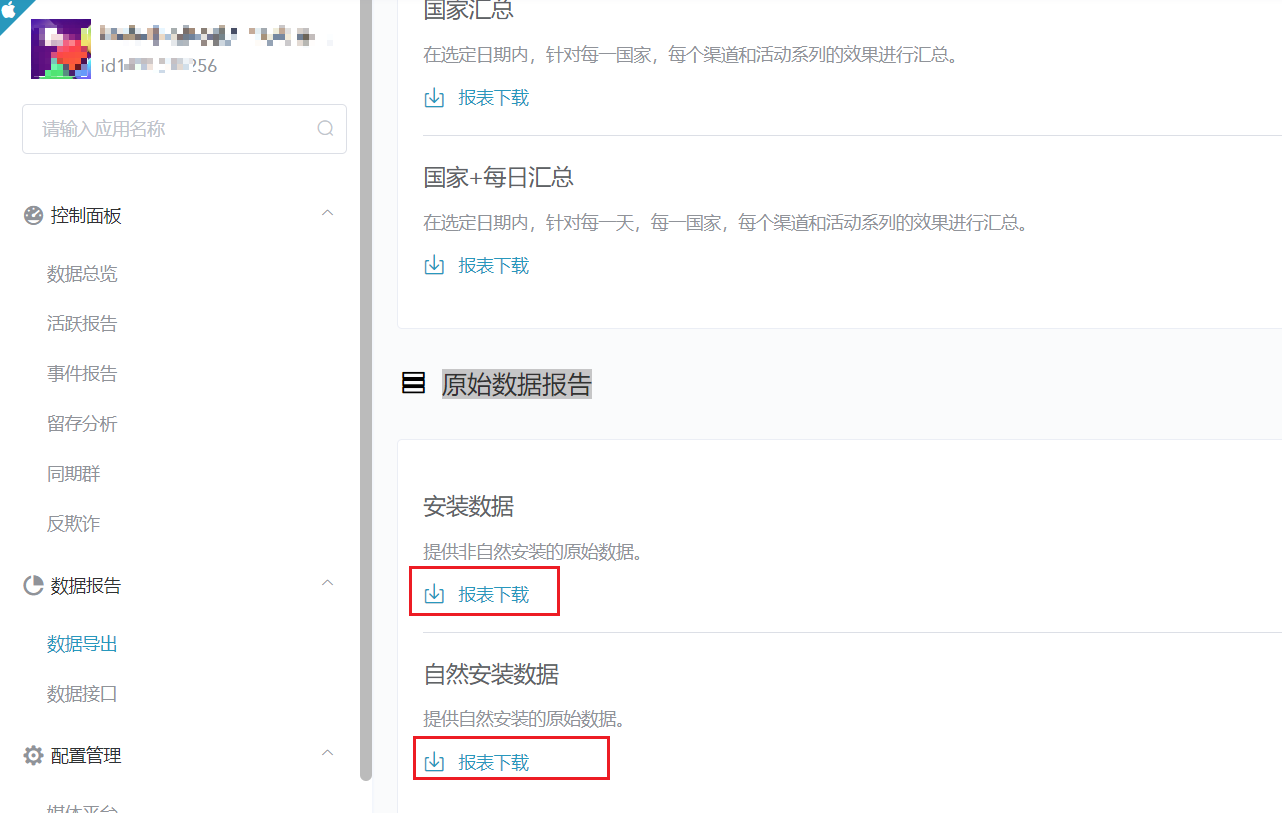 id1
256
请输入应用名称
控制面板
数据总览
活跃报告
事件报告
留存分析
同期群
反欺诈
数据报告
数据导出
数据接口
配置管理
媒体平台
国家汇总
在选定日期内，针对每一国家，每个渠道和活动系列的效果进行汇总。
报表下载
国家+每日汇总
在选定日期内，针对每一天，每一国家，每个渠道和活动系列的效果进行汇总。
报表下载
原始数据报告
安装数据
提供非自然安装的原始数据。
报表下载
自然安装数据
提供自然安装的原始数据。
报表下载